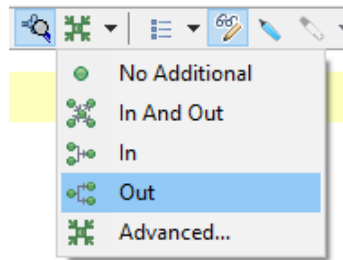 No Additional
In And Out
In
Out
Advanced...